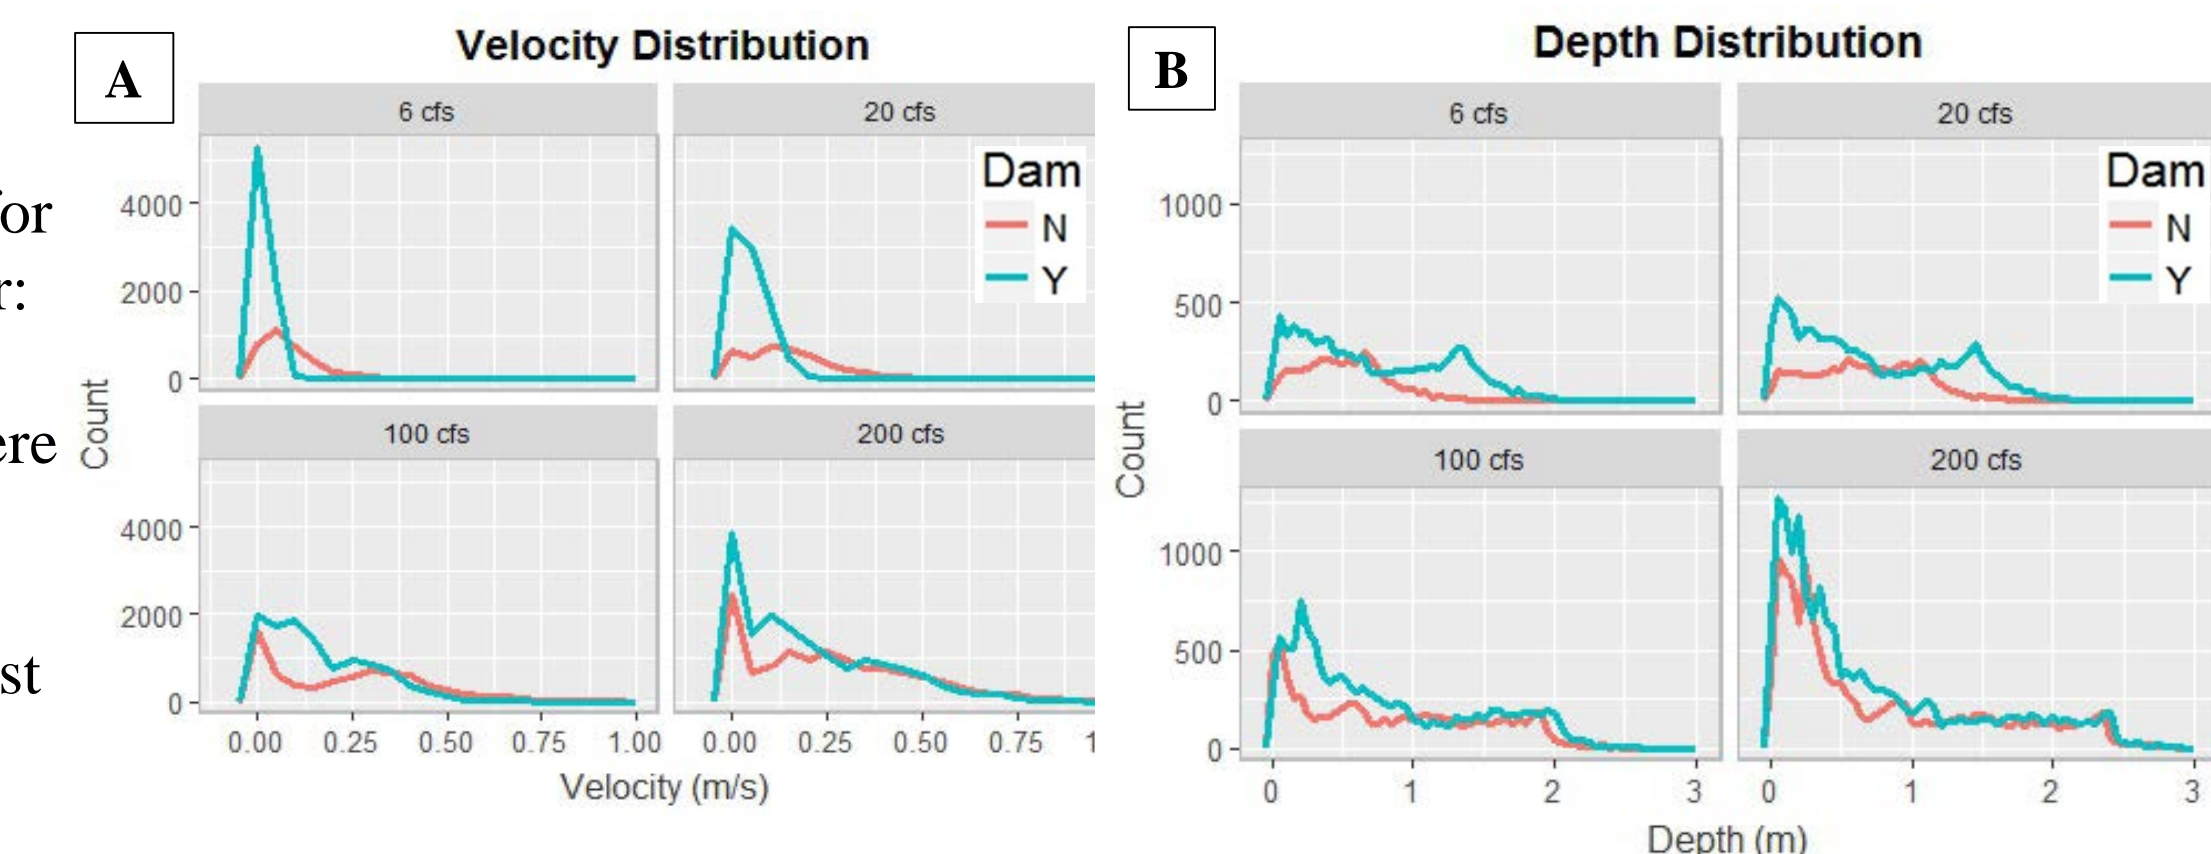 for
r:
ere
st
A
Velocity Distribution
6 cfs
20 cfs
Dam
N
Y
4000
2000
0
100 cfs
200 cfs
4000
2000
0
Count
0.00 0.25 0.50 0.75 1.00
0.00 0.25 0.50 0.75 1
Velocity (m/s)
B
Depth Distribution
6 cfs
20 cfs
Dam
N
Y
1000
500
0
100 cfs
200 cfs
1000
500
0
Count
0 1 2 3
0 1 2 3
Depth (m)